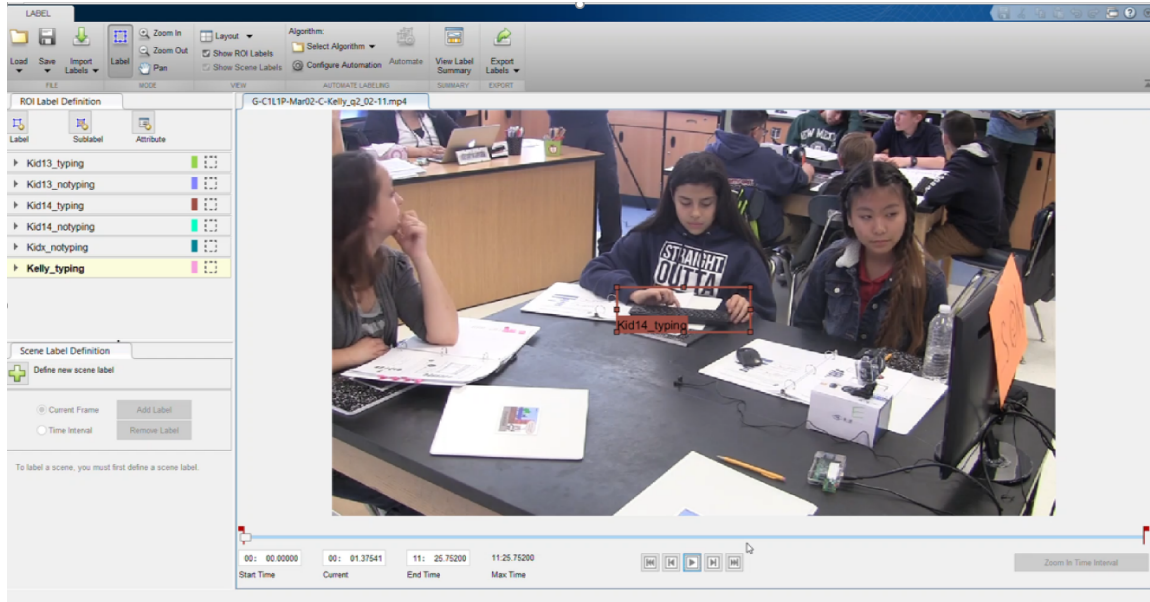 LABEL
Load
Save
Import Labels
Label
Zoom In
Zoom Out
Pan
Layout
Show ROI Labels
Show Scene Labels
Algorithm:
Select Algorithm
Configure Automation
Automate
View Label Summary
Export Labels
FILE
MODE
VIEW
AUTOMATE LABELING
SUMMARY
EXPORT
ROI Label Definition
Label
Sublabel
Attribute
Kid13_typing
Kid13_notyping
Kid14_typing
Kid14_notyping
Kidx_notyping
Kelly_typing
Scene Label Definition
Define new scene label
Current Frame
Add Label
Time Interval
Remove Label
To label a scene, you must first define a scene label.
G-C1L1P-Mar02-C-Kelly_q2_02-11.mp4
NEW MEXICO
STRAIGHT
OUTTA
Kid14_typing
00: 00.00000
00: 01.37541
11: 25.75200
11:25.75200
Start Time
Current
End Time
Max Time
Zoom In Time Interval